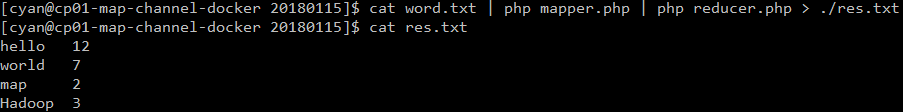 [cyan@cp01-map-channel-docker 20180115]$ cat word.txt | php mapper.php | php reducer.php > ./res.txt
[cyan@cp01-map-channel-docker 20180115]$ cat res.txt
hello   12
world   7
map     2
Hadoop  3